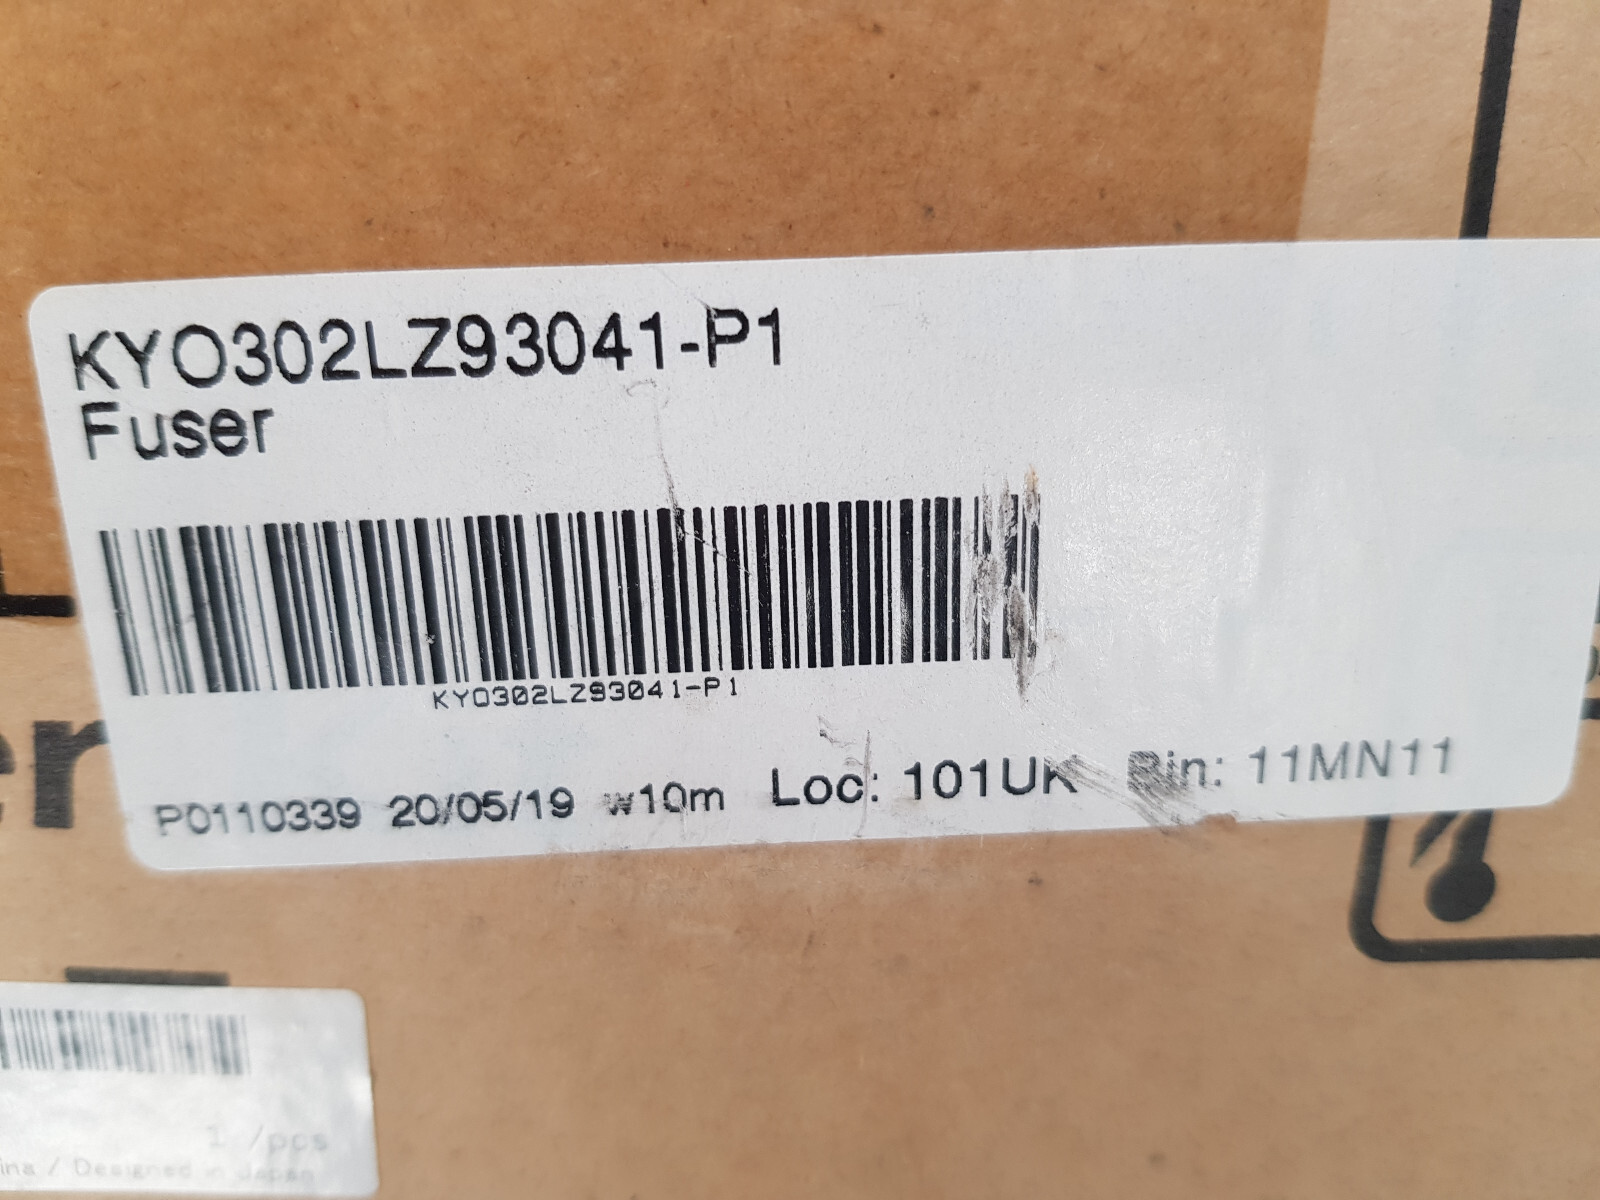 KYO302LZ93041-P1
Fuser
KYO302LZ93041-P1
P0110339 20/05/19 w10m Loc: 101UK Bin: 11MN11
1 /pcs
/ Designed in Japan